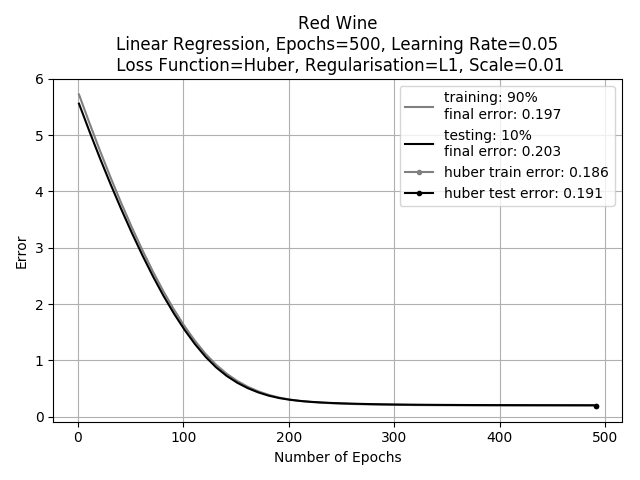 Red Wine
Linear Regression, Epochs=500, Learning Rate=0.05
Loss Function=Huber, Regularisation=L1, Scale=0.01
training: 90%
final error: 0.197
testing: 10%
final error: 0.203
huber train error: 0.186
huber test error: 0.191
Error
6
5
4
3
2
1
0
0 100 200 300 400 500
Number of Epochs